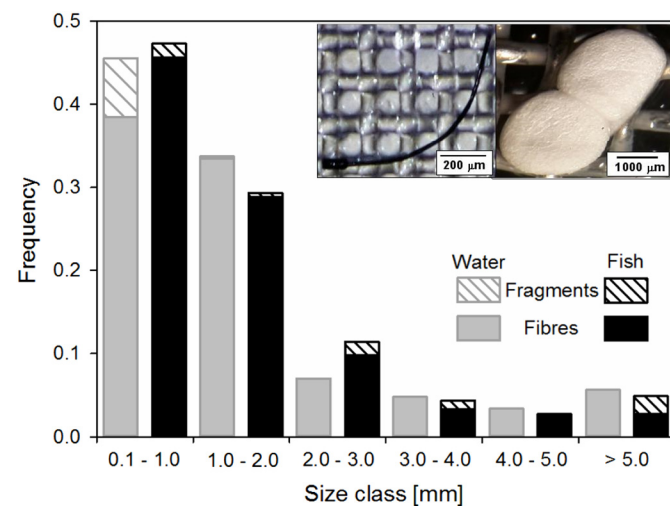 0.5
0.4
0.3
0.2
0.1
0.0
Frequency
200 μm
1000 μm
Water Fish
Fragments
Fibres
0.1 - 1.0 1.0 - 2.0 2.0 - 3.0 3.0 - 4.0 4.0 - 5.0 > 5.0
Size class [mm]